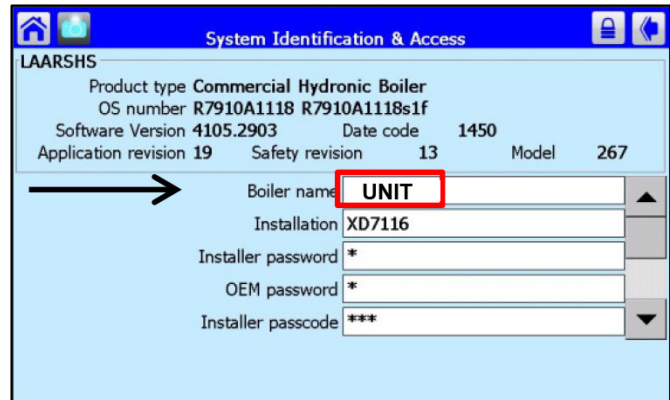 System Identification & Access
LAARSHS
Product type Commercial Hydronic Boiler
OS number R7910A1118 R7910A1118s1f
Software Version 4105.2903 Date code 1450
Application revision 19 Safety revision 13 Model 267
Boiler name UNIT
Installation XD7116
Installer password *
OEM password *
Installer passcode ***